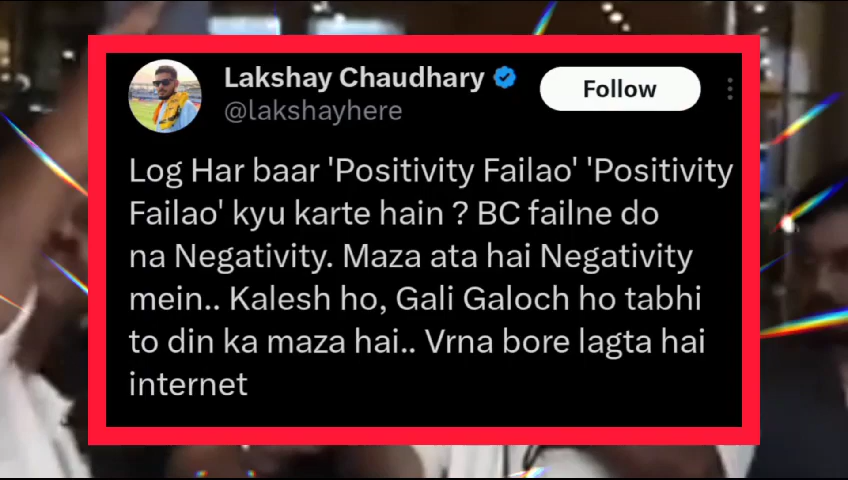 Lakshay Chaudhary
Follow
@lakshayhere
Log Har baar 'Positivity Failao' 'Positivity
Failao' kyu karte hain ? BC failne do
na Negativity. Maza ata hai Negativity
mein.. Kalesh ho, Gali Galoch ho tabhi
to din ka maza hai.. Vrna bore lagta hai
internet